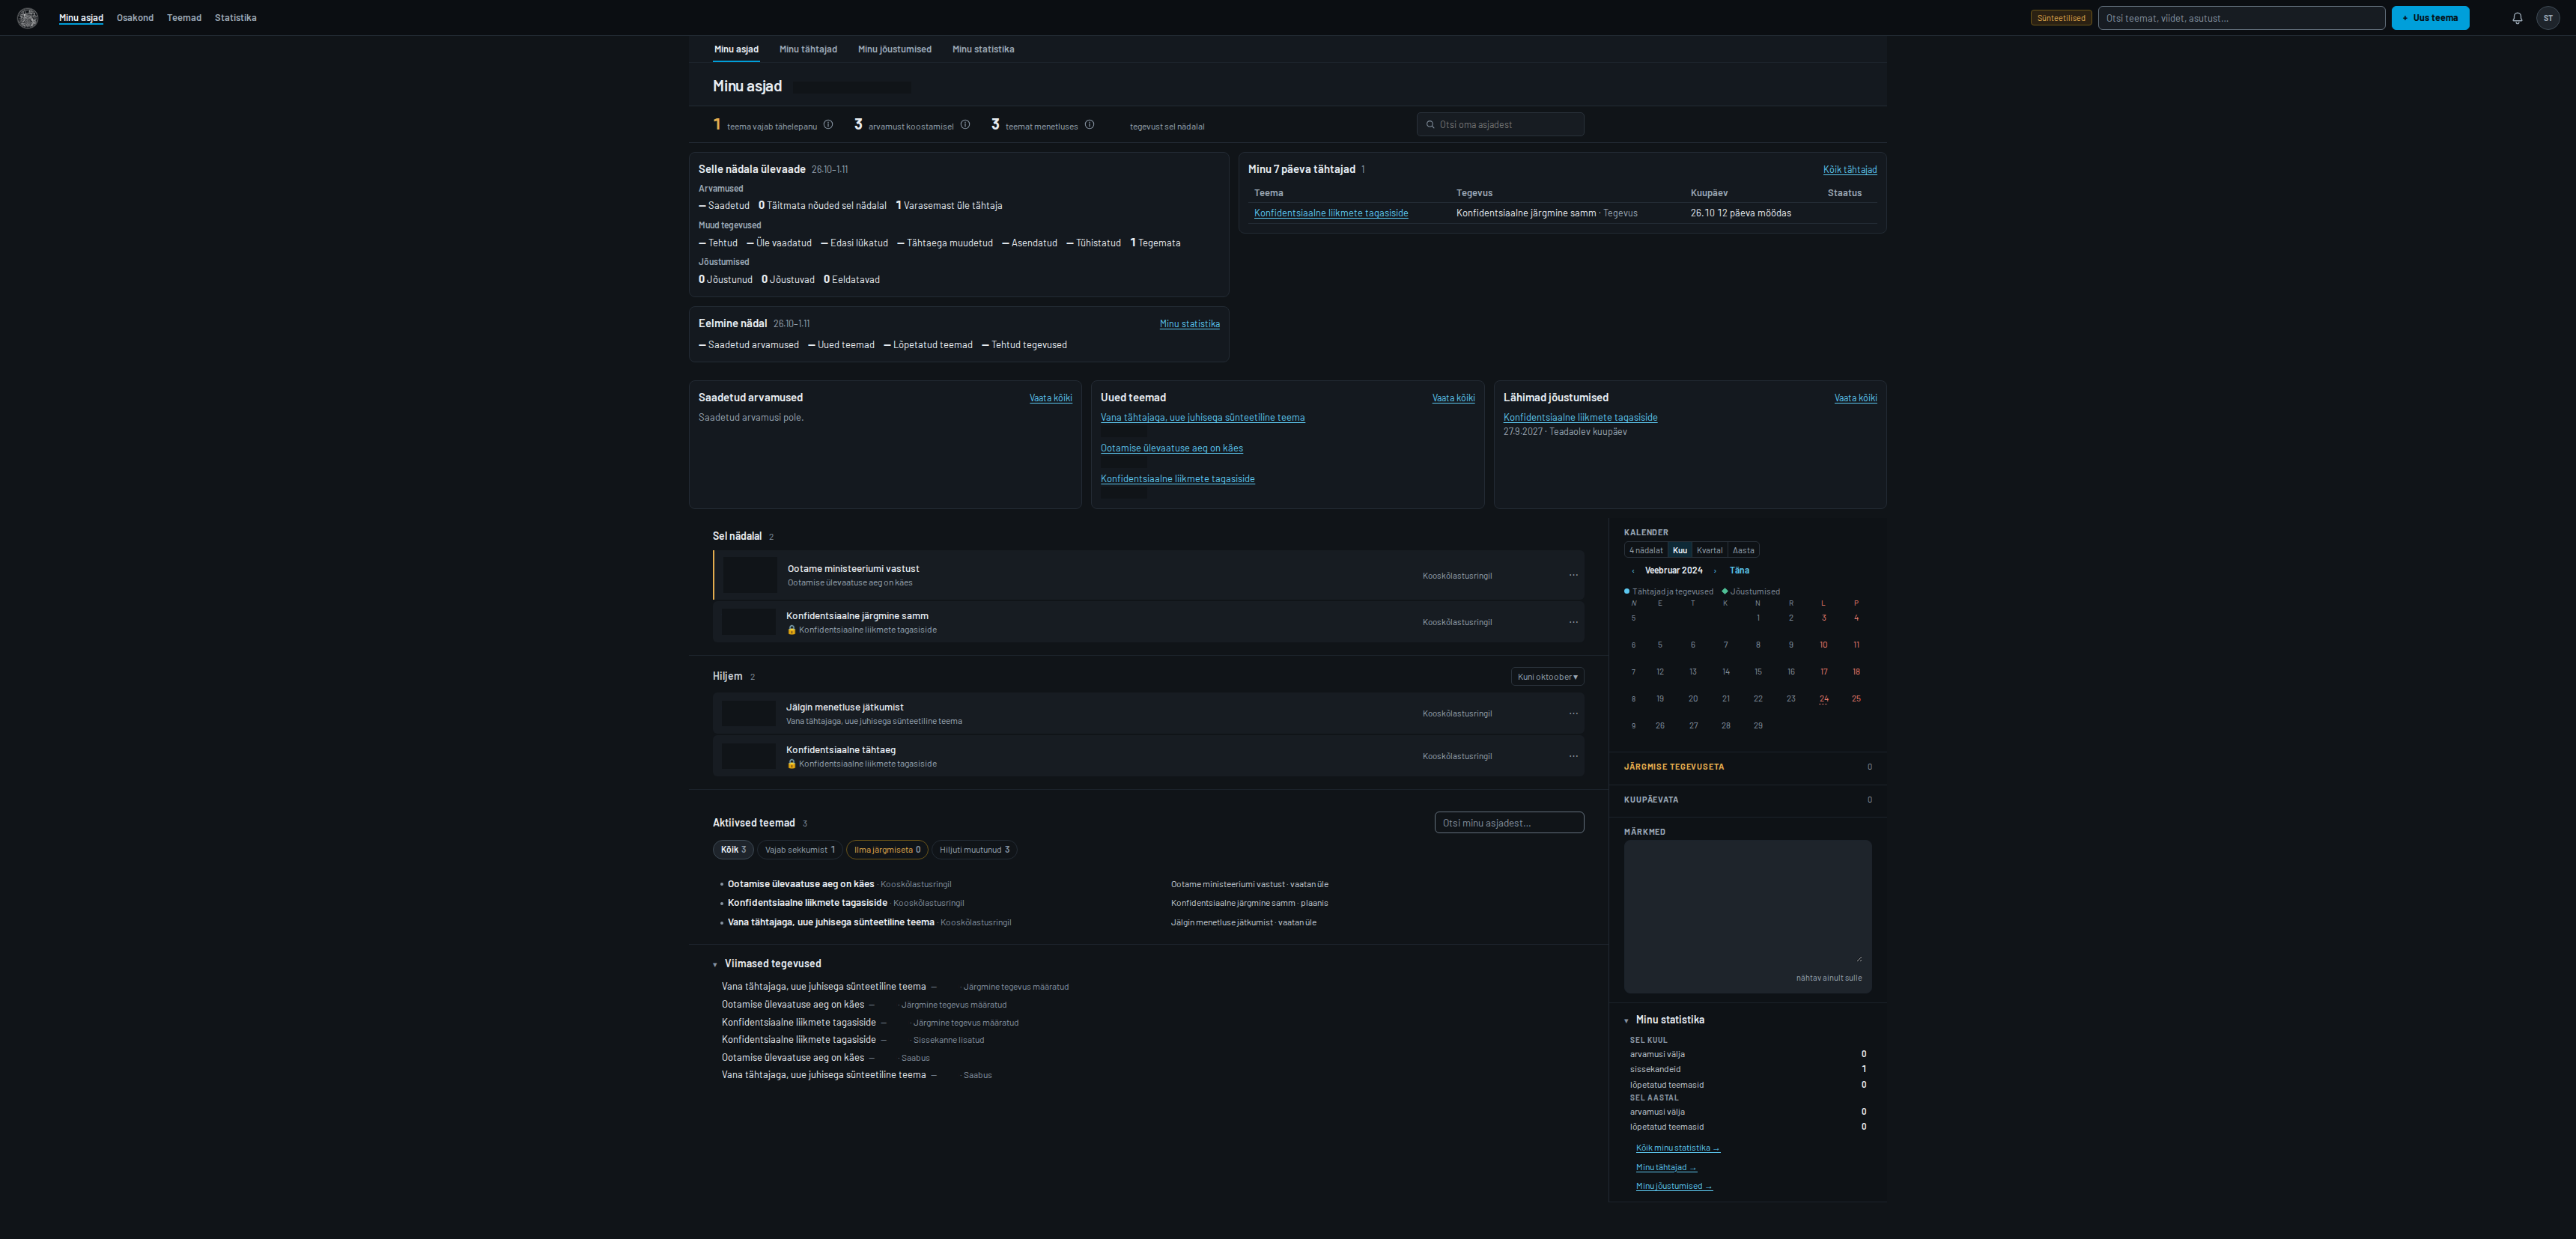 Minu asjad Osakond Teemad Statistika Sünteetilised Otsi teemat, viidet, asutust... + Uus teema ST
Minu asjad Minu tähtajad Minu jõustumised Minu statistika
Minu asjad
1 teema vajab tähelepanu 3 arvamust koostamisel 3 teemat menetluses tegevust sel nädalal Otsi oma asjadest
Selle nädala ülevaade 26.10–1.11
Arvamused
— Saadetud 0 Täitmata nõuded sel nädalal 1 Varasemast üle tähtaja
Muud tegevused
— Tehtud — Üle vaadatud — Edasi lükatud — Tähtaega muudetud — Asendatud — Tühistatud 1 Tegemata
Jõustumised
0 Jõustunud 0 Jõustuvad 0 Eeldatavad
Minu 7 päeva tähtajad 1 Kõik tähtajad
Teema Tegevus Kuupäev Staatus
Konfidentsiaalne liikmete tagasiside Konfidentsiaalne järgmine samm · Tegevus 26.10 12 päeva möödas
Eelmine nädal 26.10–1.11 Minu statistika
— Saadetud arvamused — Uued teemad — Lõpetatud teemad — Tehtud tegevused
Saadetud arvamused Vaata kõiki
Saadetud arvamusi pole.
Uued teemad Vaata kõiki
Vana tähtajaga, uue juhisega sünteetiline teema
Ootamise ülevaatuse aeg on käes
Konfidentsiaalne liikmete tagasiside
Lähimad jõustumised Vaata kõiki
Konfidentsiaalne liikmete tagasiside
27.9.2027 · Teadaolev kuupäev
Sel nädalal 2
Ootame ministeeriumi vastust
Ootamise ülevaatuse aeg on käes
Kooskõlastusringil ···
Konfidentsiaalne järgmine samm
🔒 Konfidentsiaalne liikmete tagasiside
Kooskõlastusringil ···
Hiljem 2 Kuni oktoober ▾
Jälgin menetluse jätkumist
Vana tähtajaga, uue juhisega sünteetiline teema
Kooskõlastusringil ···
Konfidentsiaalne tähtaeg
🔒 Konfidentsiaalne liikmete tagasiside
Kooskõlastusringil ···
Aktiivsed teemad 3 Otsi minu asjadest...
Kõik 3 Vajab sekkumist 1 Ilma järgmiseta 0 Hiljuti muutunud 3
Ootamise ülevaatuse aeg on käes · Kooskõlastusringil Ootame ministeeriumi vastust · vaatan üle
Konfidentsiaalne liikmete tagasiside · Kooskõlastusringil Konfidentsiaalne järgmine samm · plaanis
Vana tähtajaga, uue juhisega sünteetiline teema · Kooskõlastusringil Jälgin menetluse jätkumist · vaatan üle
▾ Viimased tegevused
Vana tähtajaga, uue juhisega sünteetiline teema — · Järgmine tegevus määratud
Ootamise ülevaatuse aeg on käes — · Järgmine tegevus määratud
Konfidentsiaalne liikmete tagasiside — · Järgmine tegevus määratud
Konfidentsiaalne liikmete tagasiside — · Sissekanne lisatud
Ootamise ülevaatuse aeg on käes — · Saabus
Vana tähtajaga, uue juhisega sünteetiline teema — · Saabus
KALENDER
4 nädalat Kuu Kvartal Aasta
‹ Veebruar 2024 › Täna
Tähtajad ja tegevused Jõustumised
N E T K N R L P
5 1 2 3 4
6 5 6 7 8 9 10 11
7 12 13 14 15 16 17 18
8 19 20 21 22 23 24 25
9 26 27 28 29
JÄRGMISE TEGEVUSETA 0
KUUPÄEVATA 0
MÄRKMED
nähtav ainult sulle
▾ Minu statistika
SEL KUUL
arvamusi välja 0
sissekandeid 1
lõpetatud teemasid 0
SEL AASTAL
arvamusi välja 0
lõpetatud teemasid 0
Kõik minu statistika →
Minu tähtajad →
Minu jõustumised →